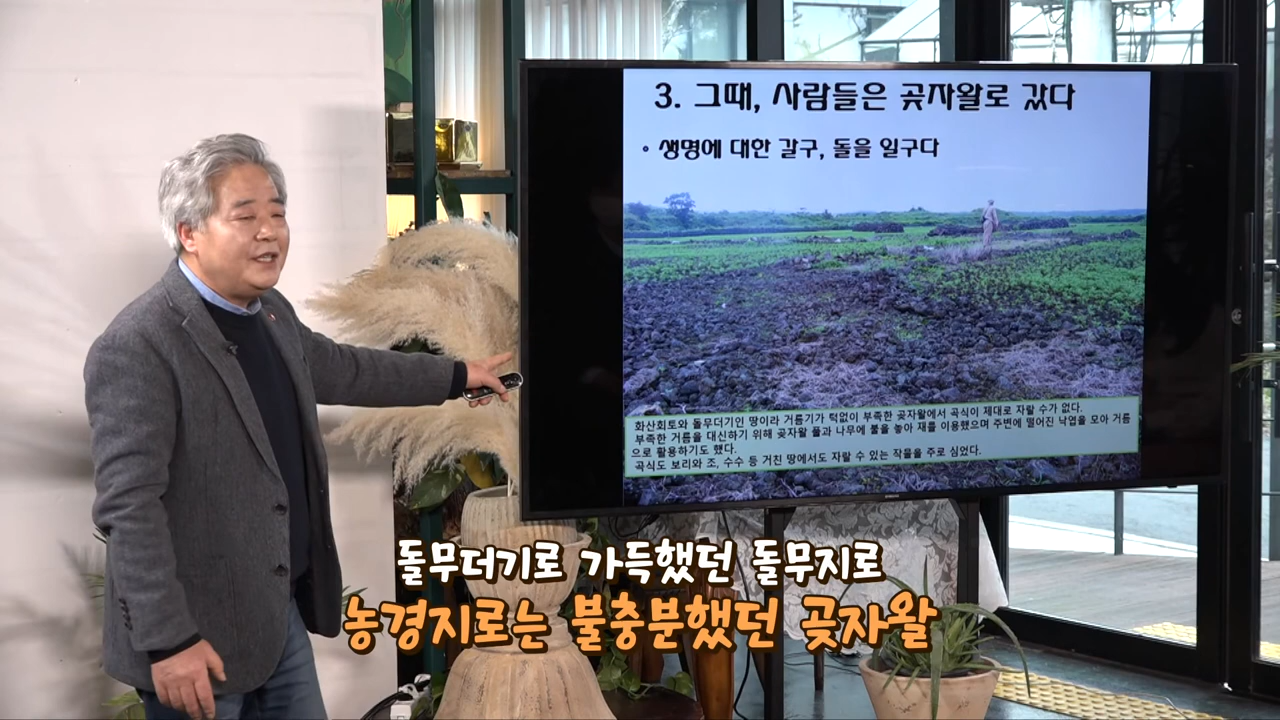 3. 그때, 사람들은 곶자왈로 갔다
• 생명에 대한 갈구, 돌을 일구다
화산회토와 돌무더기인 땅이라 거름기가 턱없이 부족한 곶자왈에서 곡식이 제대로 자랄 수가 없다.
부족한 거름을 대신하기 위해 곶자왈 풀과 나무에 불을 놓아 재를 이용했으며 주변에 떨어진 낙엽을 모아 거름
으로 활용하기도 했다.
곡식도 보리와 조, 수수 등 거친 땅에서도 자랄 수 있는 작물을 주로 심었다.
돌무더기로 가득했던 돌무지로
농경지로는 불충분했던 곶자왈